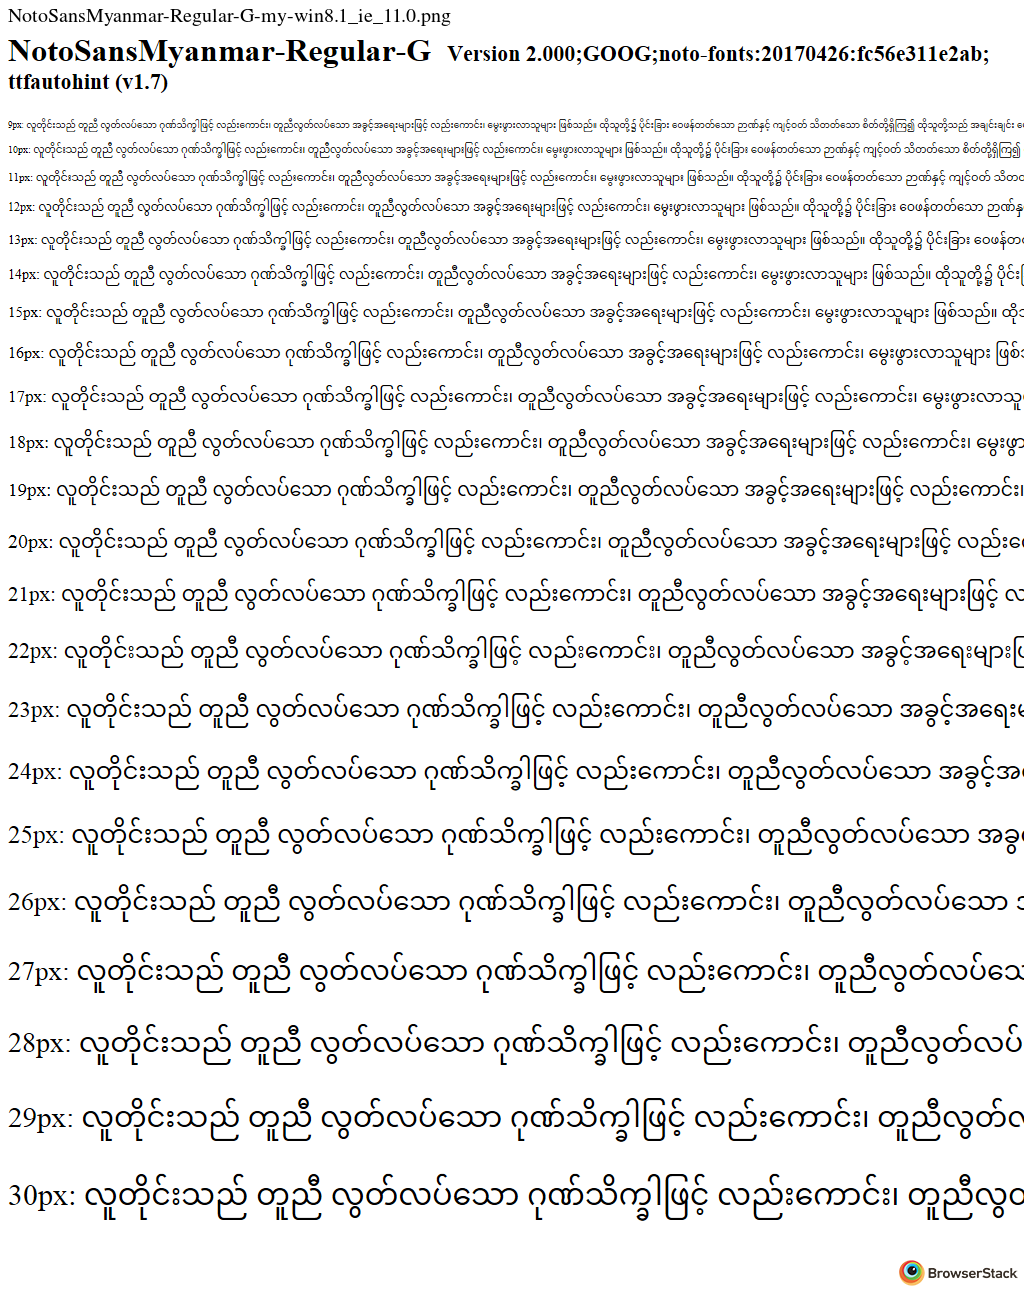 NotoSansMyanmar-Regular-G-my-win8.1_ie_11.0.png
NotoSansMyanmar-Regular-G Version 2.000;GOOG;noto-fonts:20170426:fc56e311e2ab;
ttfautohint (v1.7)
9px: လူတိုင်းသည် တူညီ လွတ်လပ်သော ဂုဏ်သိက္ခါဖြင့် လည်းကောင်း၊ တူညီလွတ်လပ်သော အခွင့်အရေးများဖြင့် လည်းကောင်း၊ မွေးဖွားလာသူများ ဖြစ်သည်။ ထိုသူတို့၌ ပိုင်းခြား ဝေဖန်တတ်သော ဉာဏ်နှင့် ကျင့်ဝတ် သိတတ်သော စိတ်တို့ရှိကြ၍ ထိုသူတို့သည် အချင်းချင်း
10px: လူတိုင်းသည် တူညီ လွတ်လပ်သော ဂုဏ်သိက္ခါဖြင့် လည်းကောင်း၊ တူညီလွတ်လပ်သော အခွင့်အရေးများဖြင့် လည်းကောင်း၊ မွေးဖွားလာသူများ ဖြစ်သည်။ ထိုသူတို့၌ ပိုင်းခြား ဝေဖန်တတ်သော ဉာဏ်နှင့် ကျင့်ဝတ် သိတတ်သော စိတ်တို့ရှိကြ၍
11px: လူတိုင်းသည် တူညီ လွတ်လပ်သော ဂုဏ်သိက္ခါဖြင့် လည်းကောင်း၊ တူညီလွတ်လပ်သော အခွင့်အရေးများဖြင့် လည်းကောင်း၊ မွေးဖွားလာသူများ ဖြစ်သည်။ ထိုသူတို့၌ ပိုင်းခြား ဝေဖန်တတ်သော ဉာဏ်နှင့် ကျင့်ဝတ်
12px: လူတိုင်းသည် တူညီ လွတ်လပ်သော ဂုဏ်သိက္ခါဖြင့် လည်းကောင်း၊ တူညီလွတ်လပ်သော အခွင့်အရေးများဖြင့် လည်းကောင်း၊ မွေးဖွားလာသူများ ဖြစ်သည်။ ထိုသူတို့၌ ပိုင်းခြား ဝေဖန်တတ်သော
13px: လူတိုင်းသည် တူညီ လွတ်လပ်သော ဂုဏ်သိက္ခါဖြင့် လည်းကောင်း၊ တူညီလွတ်လပ်သော အခွင့်အရေးများဖြင့် လည်းကောင်း၊ မွေးဖွားလာသူများ ဖြစ်သည်။ ထိုသူတို့၌ ပိုင်းခြား
14px: လူတိုင်းသည် တူညီ လွတ်လပ်သော ဂုဏ်သိက္ခါဖြင့် လည်းကောင်း၊ တူညီလွတ်လပ်သော အခွင့်အရေးများဖြင့် လည်းကောင်း၊ မွေးဖွားလာသူများ ဖြစ်သည်။ ထိုသူတို့၌
15px: လူတိုင်းသည် တူညီ လွတ်လပ်သော ဂုဏ်သိက္ခါဖြင့် လည်းကောင်း၊ တူညီလွတ်လပ်သော အခွင့်အရေးများဖြင့် လည်းကောင်း၊ မွေးဖွားလာသူများ ဖြစ်သည်။
16px: လူတိုင်းသည် တူညီ လွတ်လပ်သော ဂုဏ်သိက္ခါဖြင့် လည်းကောင်း၊ တူညီလွတ်လပ်သော အခွင့်အရေးများဖြင့် လည်းကောင်း၊ မွေးဖွားလာသူများ
17px: လူတိုင်းသည် တူညီ လွတ်လပ်သော ဂုဏ်သိက္ခါဖြင့် လည်းကောင်း၊ တူညီလွတ်လပ်သော အခွင့်အရေးများဖြင့် လည်းကောင်း၊ မွေးဖွားလာသူ
18px: လူတိုင်းသည် တူညီ လွတ်လပ်သော ဂုဏ်သိက္ခါဖြင့် လည်းကောင်း၊ တူညီလွတ်လပ်သော အခွင့်အရေးများဖြင့် လည်းကောင်း၊ မွေးဖွာ
19px: လူတိုင်းသည် တူညီ လွတ်လပ်သော ဂုဏ်သိက္ခါဖြင့် လည်းကောင်း၊ တူညီလွတ်လပ်သော အခွင့်အရေးများဖြင့် လည်းကောင်း၊
20px: လူတိုင်းသည် တူညီ လွတ်လပ်သော ဂုဏ်သိက္ခါဖြင့် လည်းကောင်း၊ တူညီလွတ်လပ်သော အခွင့်အရေးများဖြင့် လည်း
21px: လူတိုင်းသည် တူညီ လွတ်လပ်သော ဂုဏ်သိက္ခါဖြင့် လည်းကောင်း၊ တူညီလွတ်လပ်သော အခွင့်အရေးများဖြင့် လ
22px: လူတိုင်းသည် တူညီ လွတ်လပ်သော ဂုဏ်သိက္ခါဖြင့် လည်းကောင်း၊ တူညီလွတ်လပ်သော အခွင့်အရေးများ
23px: လူတိုင်းသည် တူညီ လွတ်လပ်သော ဂုဏ်သိက္ခါဖြင့် လည်းကောင်း၊ တူညီလွတ်လပ်သော အခွင့်အရေး
24px: လူတိုင်းသည် တူညီ လွတ်လပ်သော ဂုဏ်သိက္ခါဖြင့် လည်းကောင်း၊ တူညီလွတ်လပ်သော အခွင့်အ
25px: လူတိုင်းသည် တူညီ လွတ်လပ်သော ဂုဏ်သိက္ခါဖြင့် လည်းကောင်း၊ တူညီလွတ်လပ်သော အခွ
26px: လူတိုင်းသည် တူညီ လွတ်လပ်သော ဂုဏ်သိက္ခါဖြင့် လည်းကောင်း၊ တူညီလွတ်လပ်သော
27px: လူတိုင်းသည် တူညီ လွတ်လပ်သော ဂုဏ်သိက္ခါဖြင့် လည်းကောင်း၊ တူညီလွတ်လပ်သေ
28px: လူတိုင်းသည် တူညီ လွတ်လပ်သော ဂုဏ်သိက္ခါဖြင့် လည်းကောင်း၊ တူညီလွတ်လပ်
29px: လူတိုင်းသည် တူညီ လွတ်လပ်သော ဂုဏ်သိက္ခါဖြင့် လည်းကောင်း၊ တူညီလွတ်လ
30px: လူတိုင်းသည် တူညီ လွတ်လပ်သော ဂုဏ်သိက္ခါဖြင့် လည်းကောင်း၊ တူညီလွတ
BrowserStack